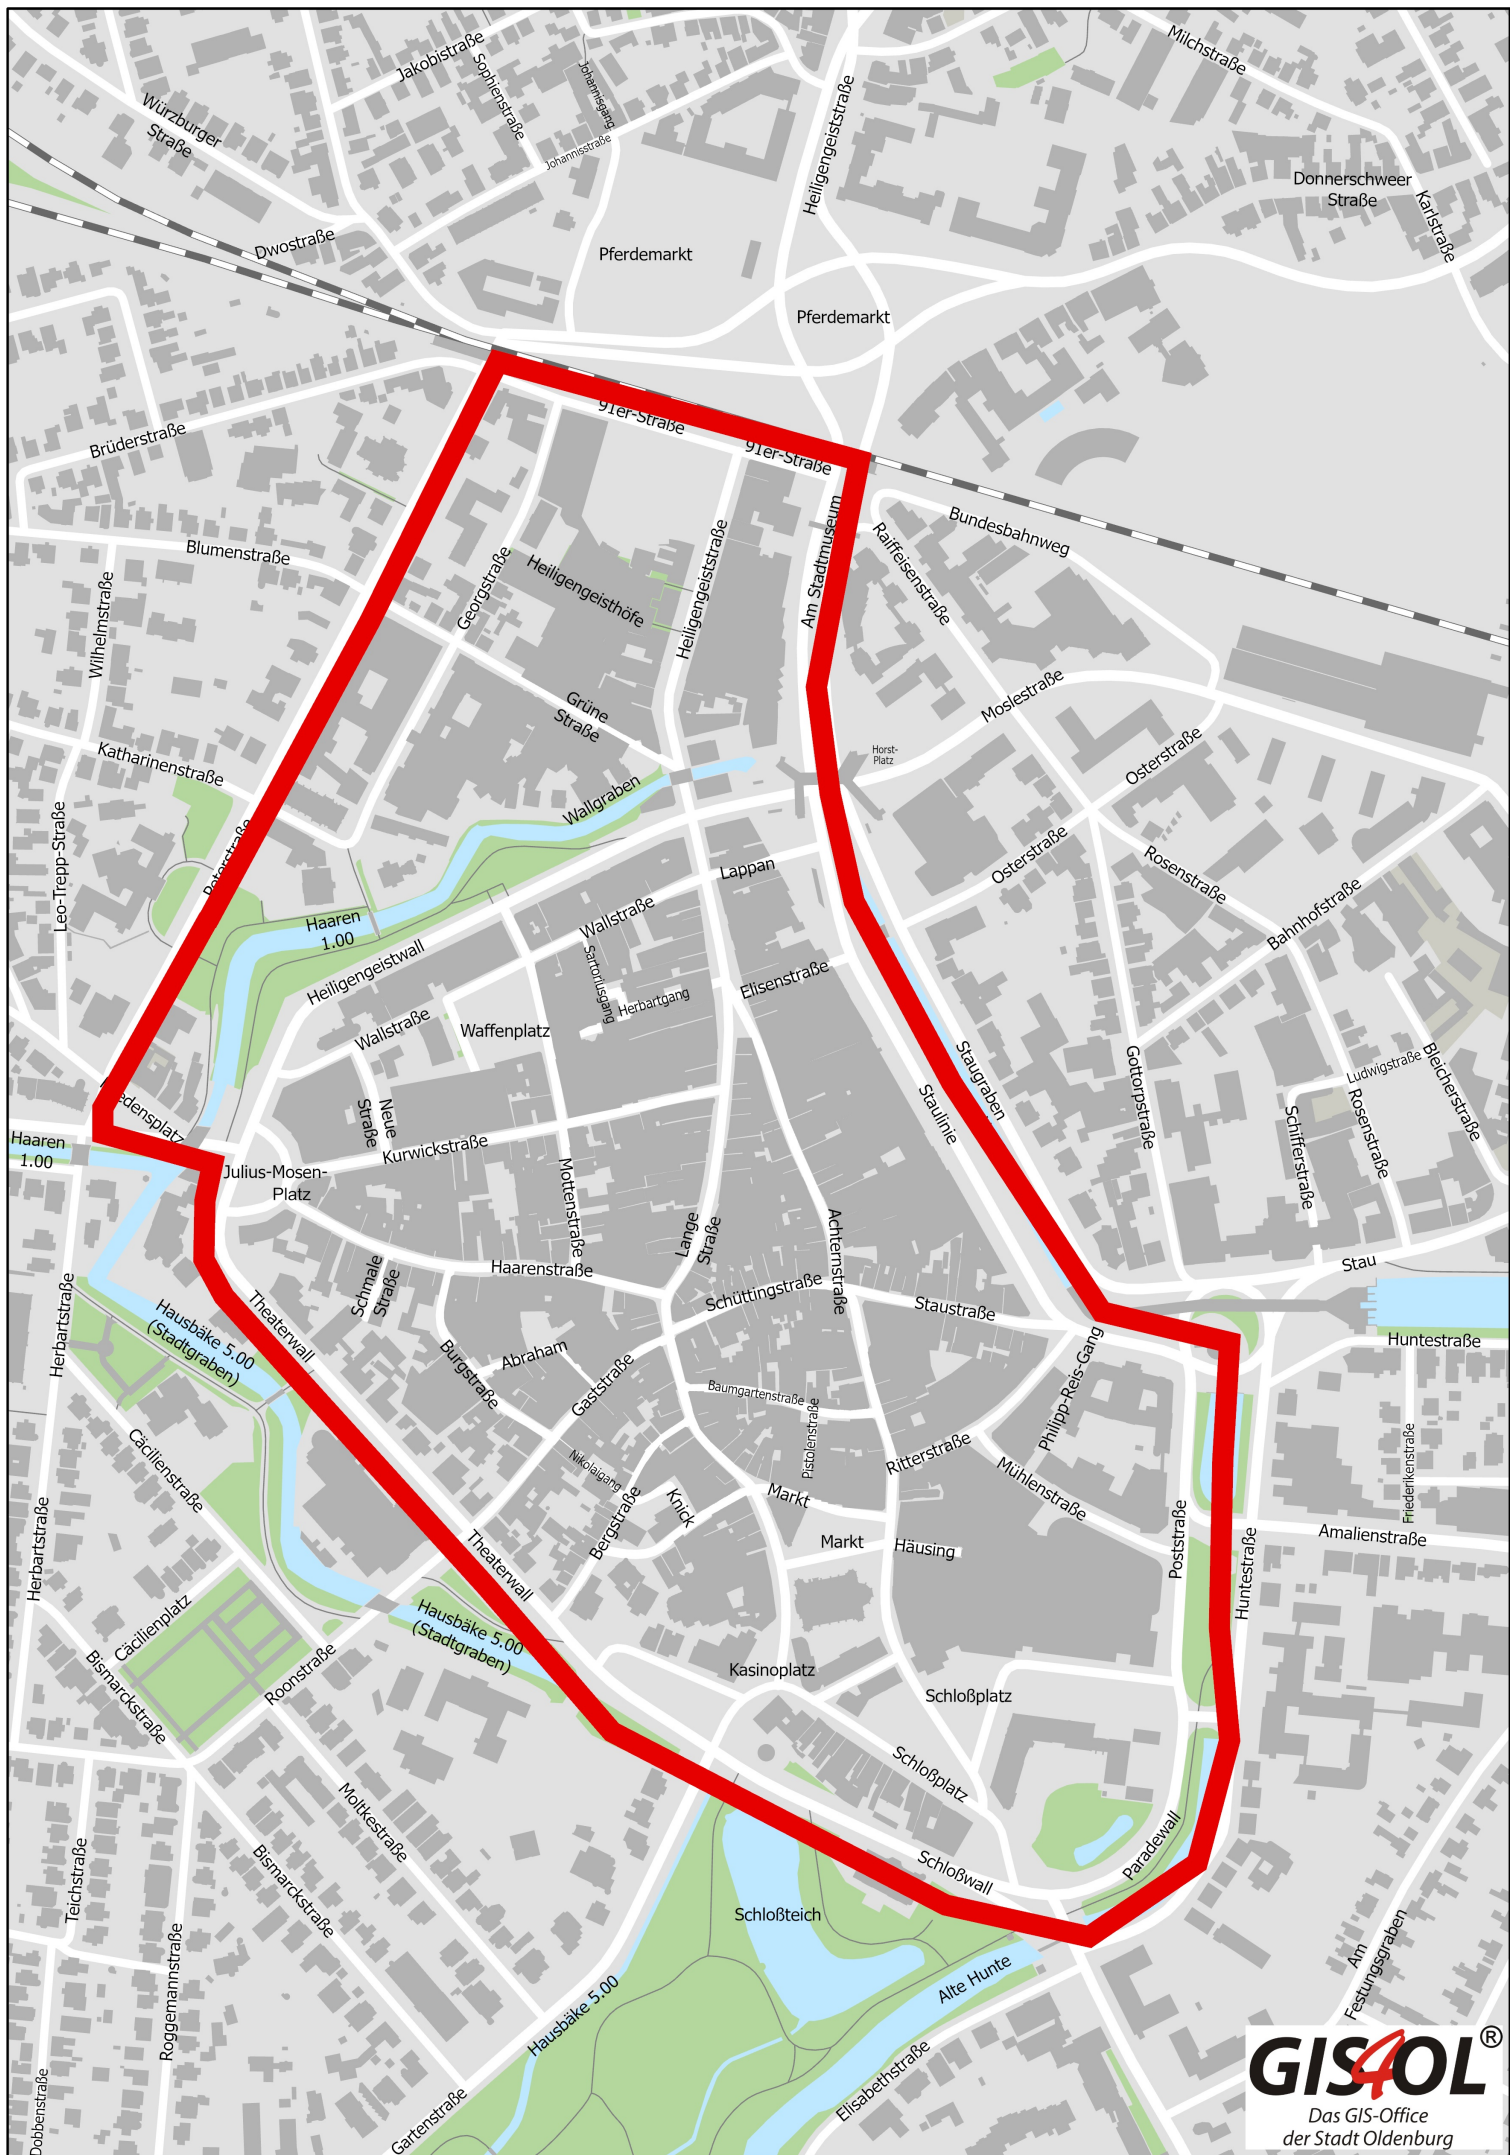 Milchstraße
Jakobistraße
Sophienstraße
Johannisgang
Heiligengeiststraße
Würzburger
Straße
Johannisstraße
Donnerschweer
Straße
Karlstraße
Dwostraße
Pferdemarkt
Pferdemarkt
91er-Straße
91er-Straße
Brüderstraße
Am Stadtmuseum
Bundesbahnweg
Raiffeisenstraße
Blumenstraße
Heiligengeiststraße
Georgstraße
Heiligengeisthöfe
Wilhelmstraße
Moslestraße
Grüne
Straße
Katharinenstraße
Horst-
Platz
Osterstraße
Wallgraben
Leo-Trepp-Straße
Peterstraße
Lappan
Osterstraße
Rosenstraße
Wallstraße
Bahnhofstraße
Haaren
1.00
Heiligengeistwall
Sartoriusgang
Elisenstraße
Herbartgang
Wallstraße
Waffenplatz
Staugraben
Staulinie
Gottorpstraße
Ludwigstraße
Bleicherstraße
Rosenstraße
Schifferstraße
Neue
Straße
Haaren
1.00
Kurwickstraße
Julius-Mosen-
Platz
Mottenstraße
Lange
Straße
Achternstraße
Stau
Haarenstraße
Schmale
Straße
Schüttingstraße
Staustraße
Herbartstraße
Theaterwall
Hausbäke 5.00
(Stadtgraben)
Huntestraße
Abraham
Burgstraße
Gaststraße
Philipp-Reis-Gang
Baumgartenstraße
Pistolenstraße
Friederikenstraße
Cäcilienstraße
Nikolaigang
Ritterstraße
Mühlenstraße
Knick
Markt
Bergstraße
Poststraße
Amalienstraße
Herbartstraße
Theaterwall
Markt
Häusing
Huntestraße
Cäcilienplatz
Hausbäke 5.00
(Stadtgraben)
Bismarckstraße
Roonstraße
Kasinoplatz
Schloßplatz
Schloßplatz
Moltkestraße
Paradewall
Teichstraße
Bismarckstraße
Schloßwall
Schloßteich
Roggemannstraße
Am
Festungsgraben
Alte Hunte
Hausbäke 5.00
Dobbenstraße
Gartenstraße
Elisabethstraße
GIS4OL®
Das GIS-Office
der Stadt Oldenburg